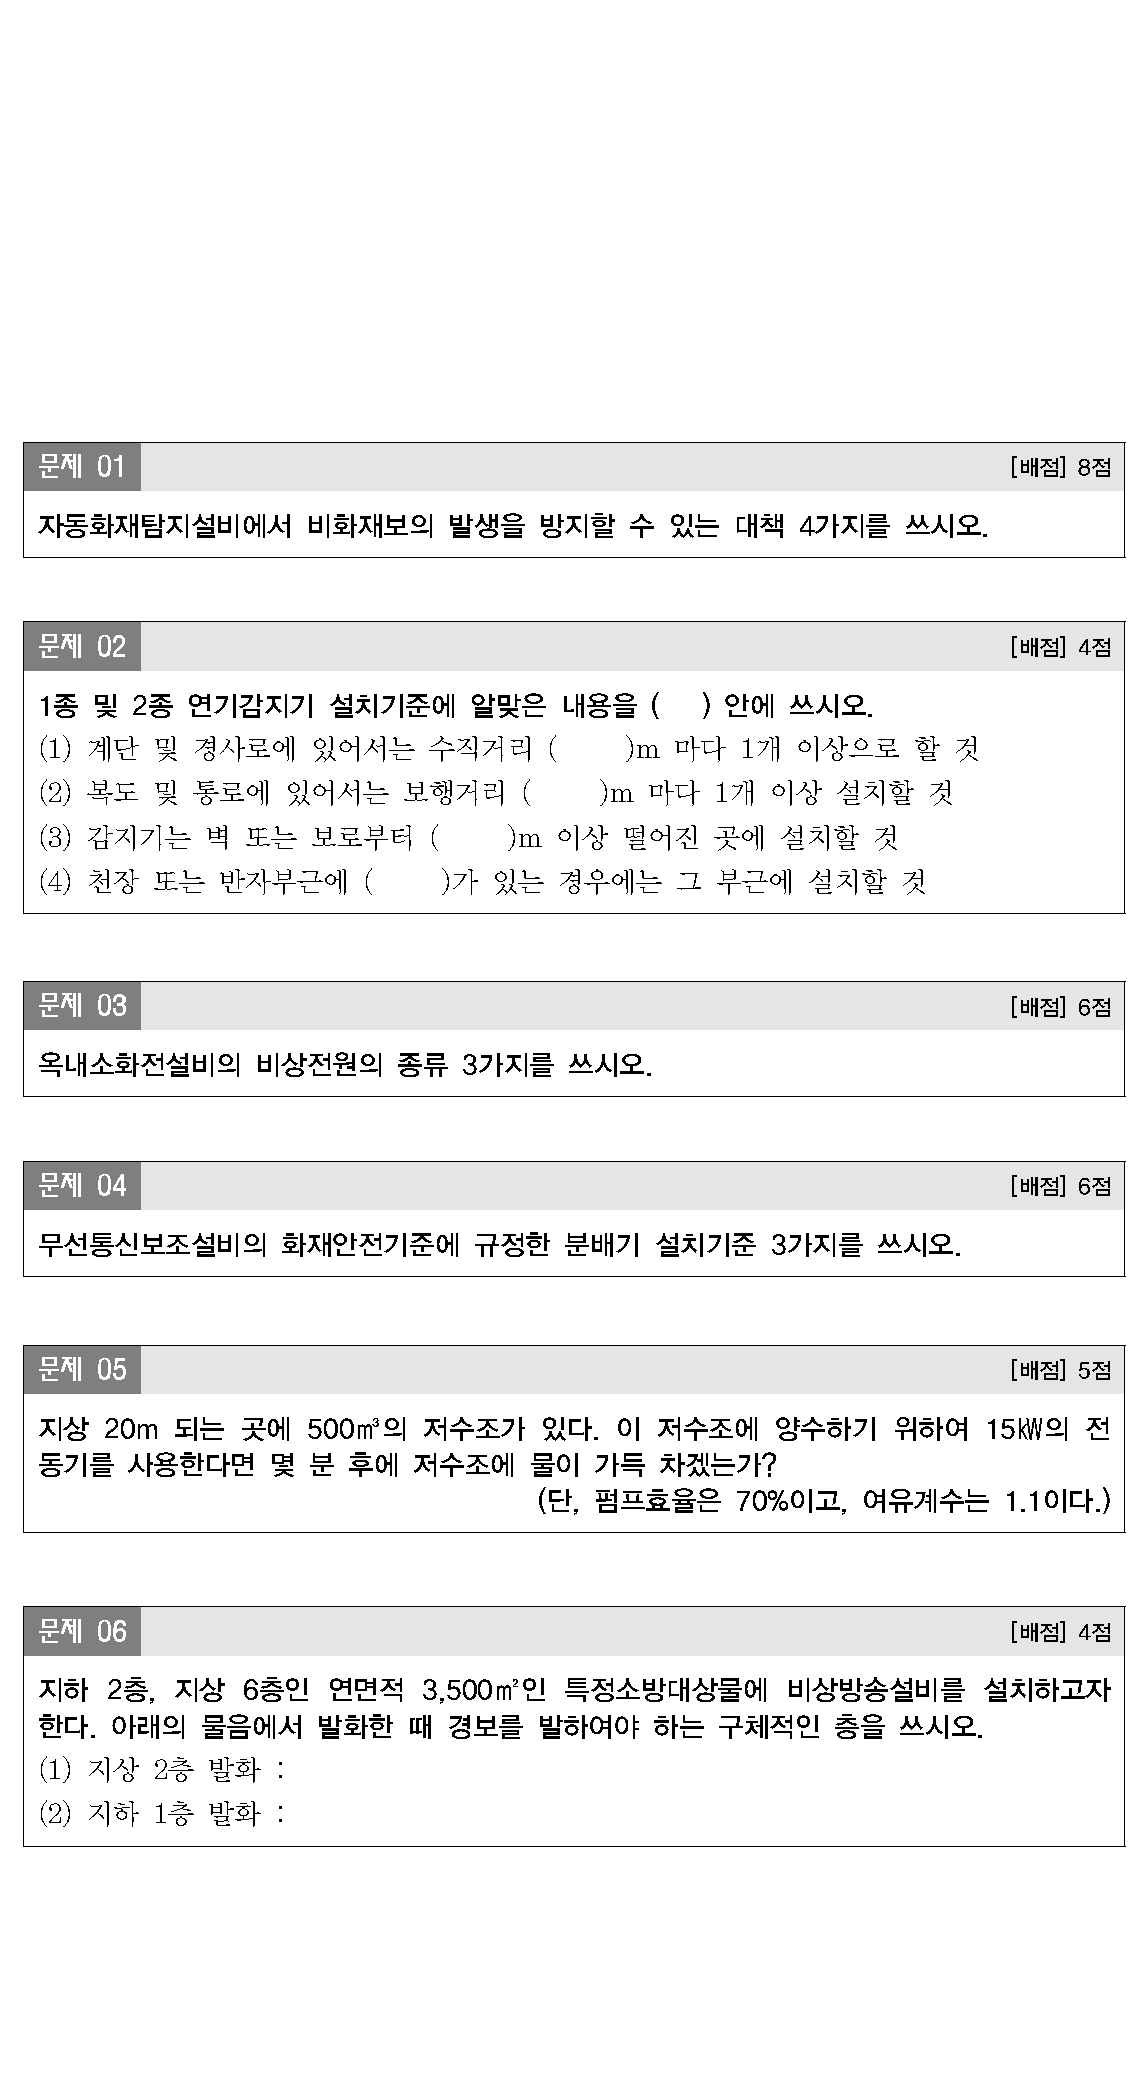 문제 01
[배점] 8점
자동화재탐지설비에서 비화재보의 발생을 방지할 수 있는 대책 4가지를 쓰시오.
문제 02
[배점] 4점
1종 및 2종 연기감지기 설치기준에 알맞은 내용을 (   ) 안에 쓰시오.
(1) 계단 및 경사로에 있어서는 수직거리 (     )m 마다 1개 이상으로 할 것
(2) 복도 및 통로에 있어서는 보행거리 (     )m 마다 1개 이상 설치할 것
(3) 감지기는 벽 또는 보로부터 (     )m 이상 떨어진 곳에 설치할 것
(4) 천장 또는 반자부근에 (     )가 있는 경우에는 그 부근에 설치할 것
문제 03
[배점] 6점
옥내소화전설비의 비상전원의 종류 3가지를 쓰시오.
문제 04
[배점] 6점
무선통신보조설비의 화재안전기준에 규정한 분배기 설치기준 3가지를 쓰시오.
문제 05
[배점] 5점
지상 20m 되는 곳에 500㎥의 저수조가 있다. 이 저수조에 양수하기 위하여 15㎾의 전
동기를 사용한다면 몇 분 후에 저수조에 물이 가득 차겠는가?
(단, 펌프효율은 70%이고, 여유계수는 1.1이다.)
문제 06
[배점] 4점
지하 2층, 지상 6층인 연면적 3,500㎡인 특정소방대상물에 비상방송설비를 설치하고자
한다. 아래의 물음에서 발화한 때 경보를 발하여야 하는 구체적인 층을 쓰시오.
(1) 지상 2층 발화 :
(2) 지하 1층 발화 :